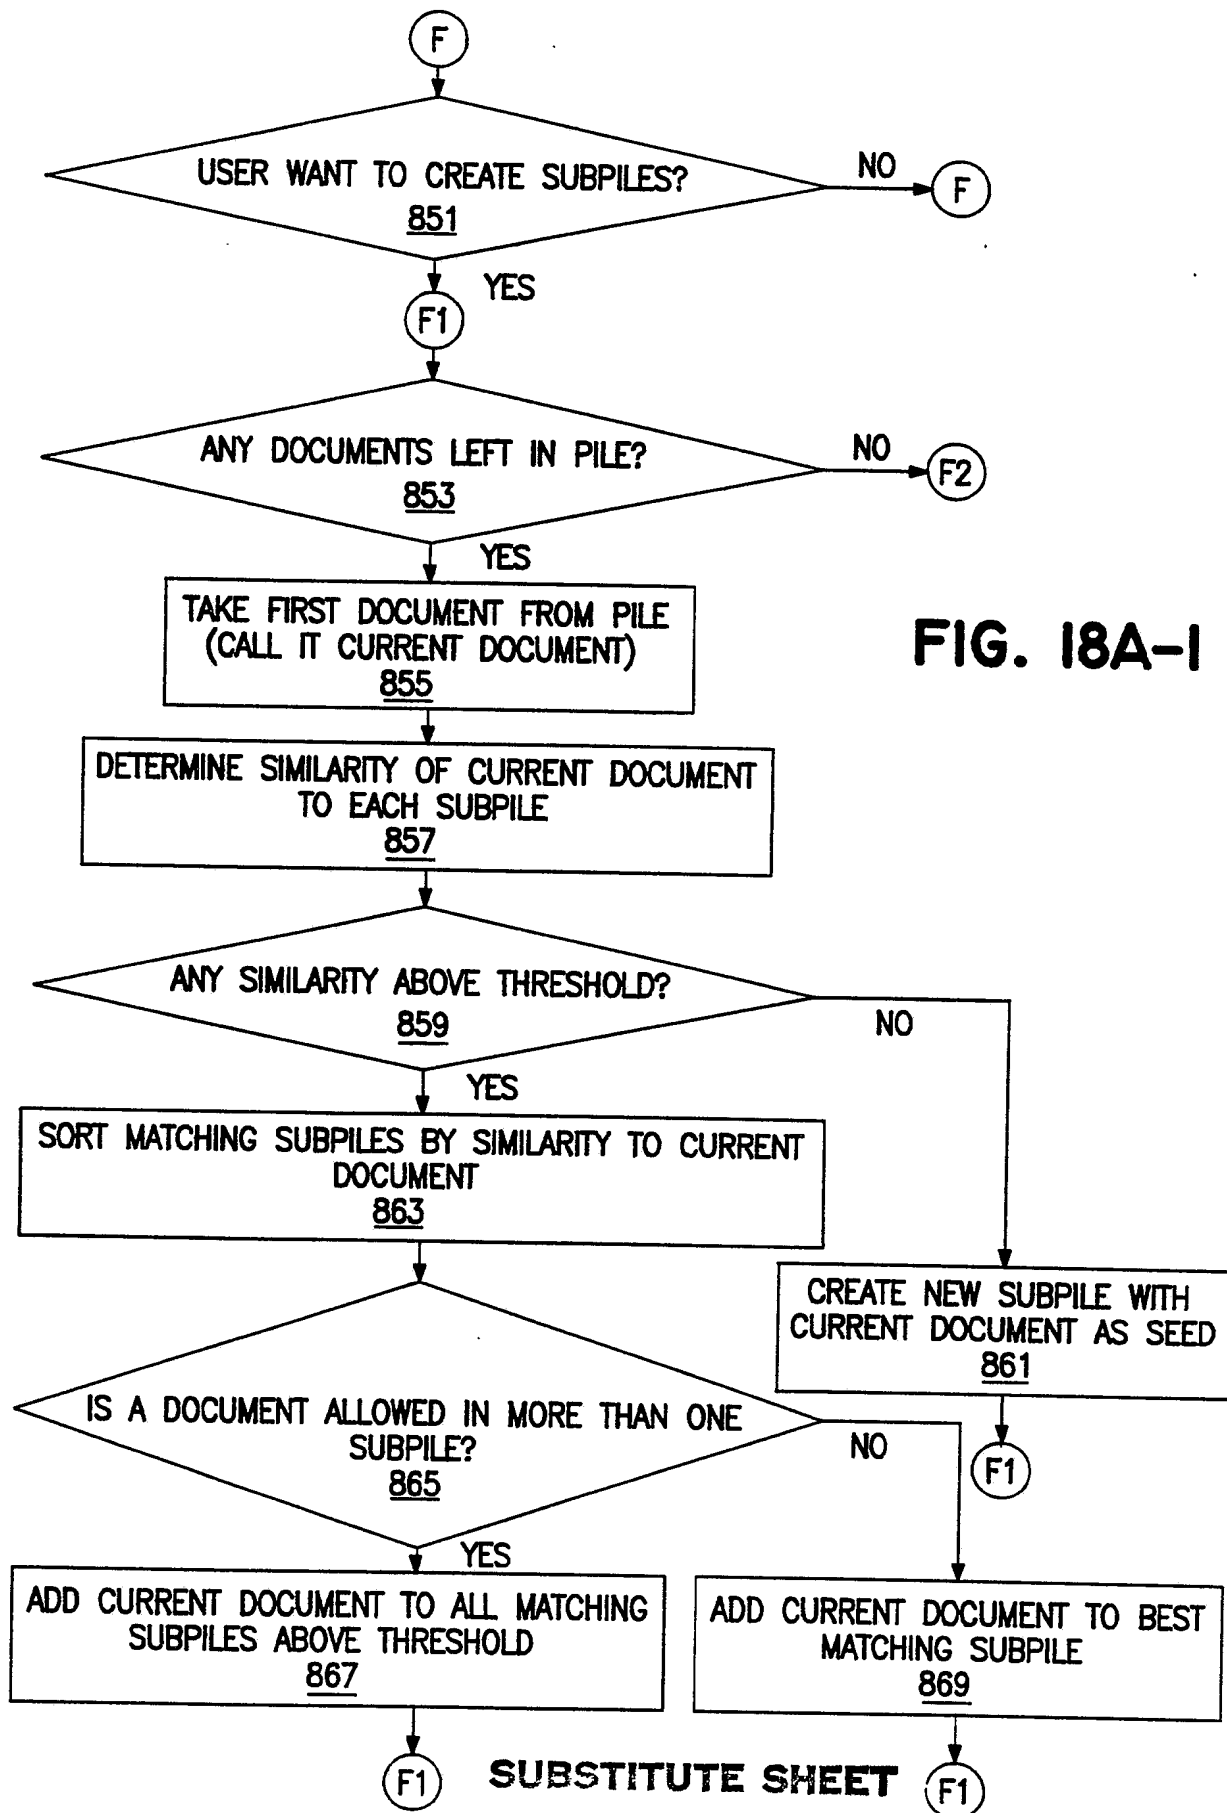 F
USER WANT TO CREATE SUBPILES?
851
NO
F
YES
F1
ANY DOCUMENTS LEFT IN PILE?
853
NO
F2
YES
TAKE FIRST DOCUMENT FROM PILE
(CALL IT CURRENT DOCUMENT)
855
FIG. 18A-1
DETERMINE SIMILARITY OF CURRENT DOCUMENT
TO EACH SUBPILE
857
ANY SIMILARITY ABOVE THRESHOLD?
859
NO
YES
SORT MATCHING SUBPILES BY SIMILARITY TO CURRENT
DOCUMENT
863
CREATE NEW SUBPILE WITH
CURRENT DOCUMENT AS SEED
861
F1
IS A DOCUMENT ALLOWED IN MORE THAN ONE
SUBPILE?
865
NO
YES
ADD CURRENT DOCUMENT TO ALL MATCHING
SUBPILES ABOVE THRESHOLD
867
ADD CURRENT DOCUMENT TO BEST
MATCHING SUBPILE
869
F1
SUBSTITUTE SHEET
F1